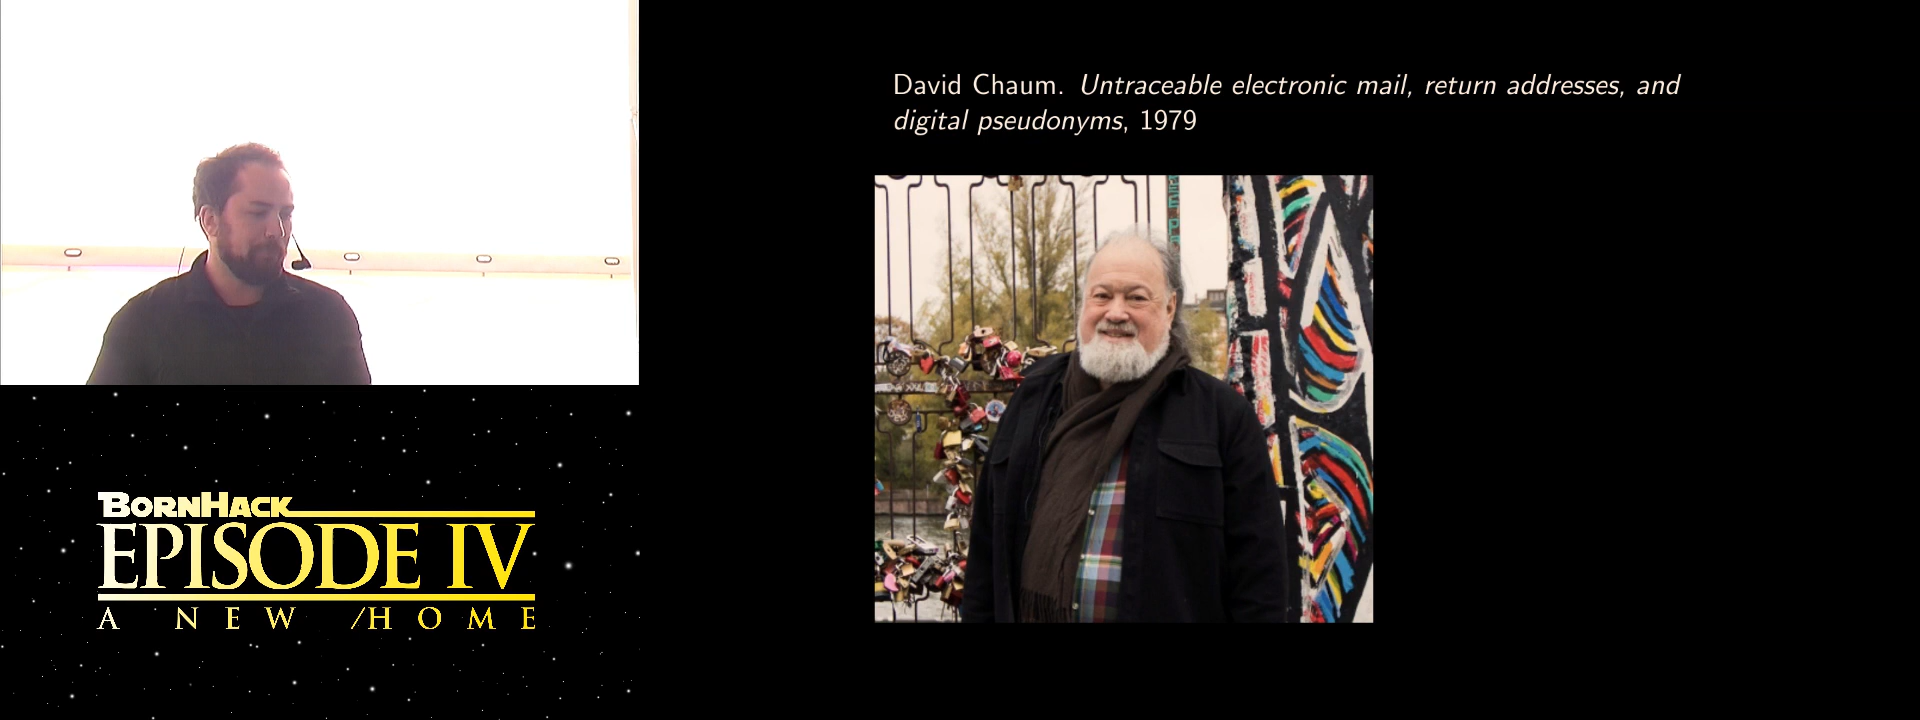 David Chaum. Untraceable electronic mail, return addresses, and
digital pseudonyms, 1979
BORNHACK
EPISODE IV
A NEW /HOME